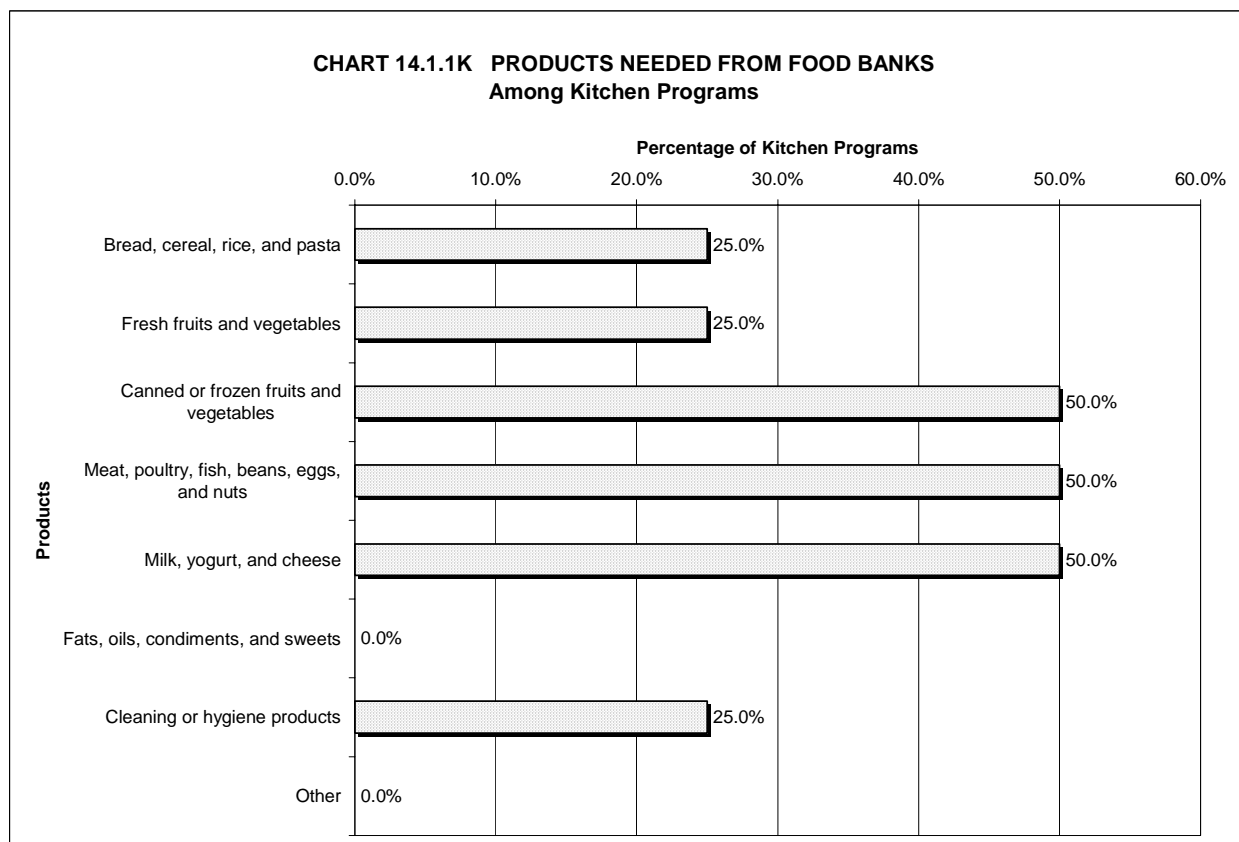 CHART 14.1.1K   PRODUCTS NEEDED FROM FOOD BANKS
Among Kitchen Programs
Percentage of Kitchen Programs
0.0%
10.0%
20.0%
30.0%
40.0%
50.0%
60.0%
Products
Bread, cereal, rice, and pasta
25.0%
Fresh fruits and vegetables
25.0%
Canned or frozen fruits and
vegetables
50.0%
Meat, poultry, fish, beans, eggs,
and nuts
50.0%
Milk, yogurt, and cheese
50.0%
Fats, oils, condiments, and sweets
0.0%
Cleaning or hygiene products
25.0%
Other
0.0%